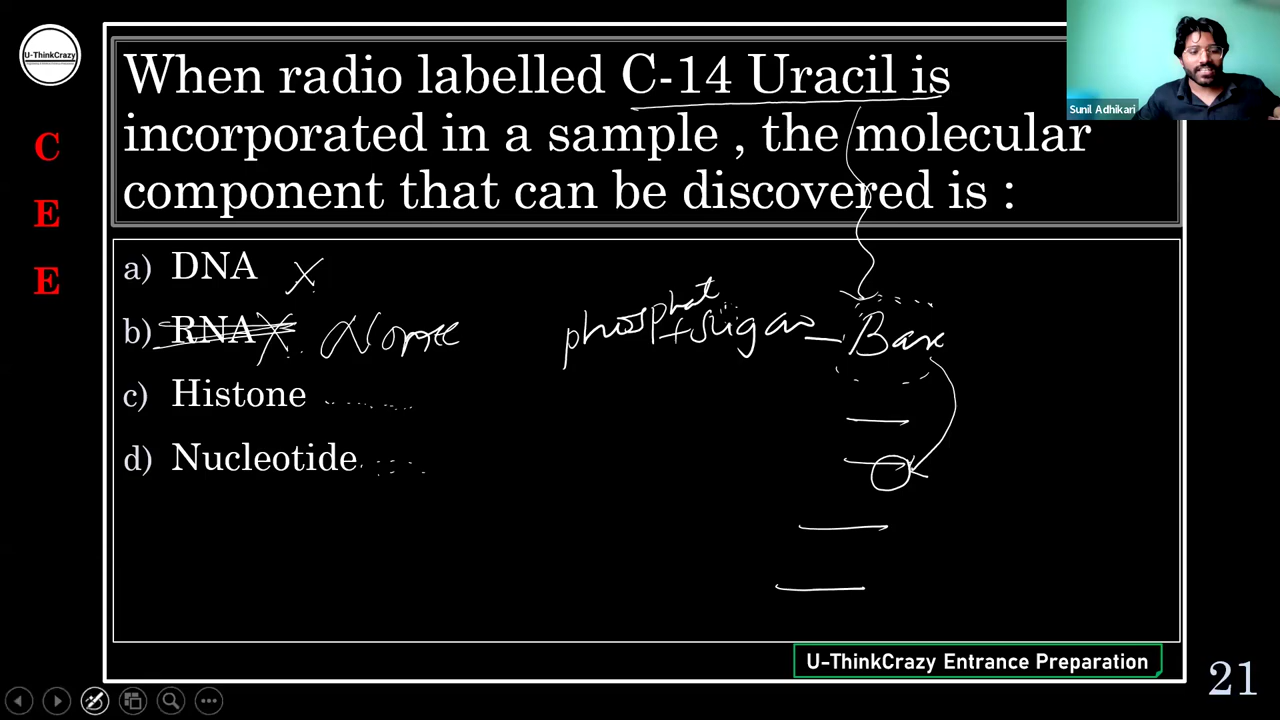 U-ThinkCrazy
When radio labelled C-14 Uracil is
incorporated in a sample , the molecular
component that can be discovered is :
Sunil Adhikari
C
E
E
a) DNA X
b) RNA X None
c) Histone
d) Nucleotide
phosphat + sugar — Base
U-ThinkCrazy Entrance Preparation
21